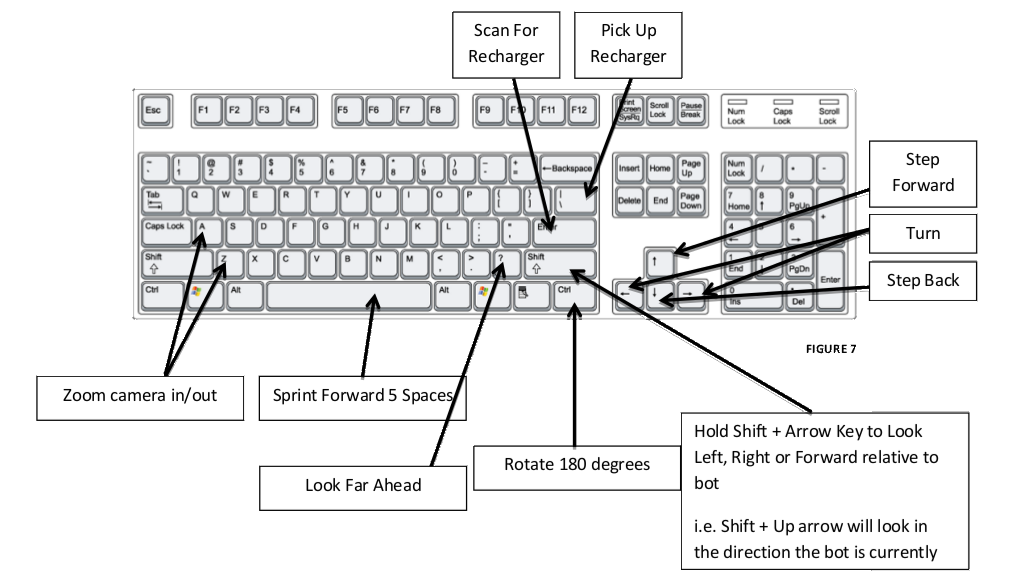 Scan For
Recharger
Pick Up
Recharger
Esc F1 F2 F3 F4 F5 F6 F7 F8 F9 F11 F12 Print Screen SysRq Scroll Lock Pause Break Num Lock Caps Lock Scroll Lock
~ ` ! 1 @ 2 # 3 $ 4 % 5 ^ 6 & 7 * 8 ( 9 ) 0 - - + = ←Backspace Insert Home Page Up Num Lock / * -
Tab Q W E R T Y U I O P { [ } ] | \ Delete End Page Down 7 Home 8 ↑ 9 PgUp +
Caps Lock A S D F G H J K L : ; " ' Enter 4 ← 6 →
Shift Z X C V B N M < , > . ? Shift ↑ 1 End PgDn Enter
Ctrl Alt Alt Ctrl ← ↓ → 0 Ins Del
Step
Forward
Turn
Step Back
FIGURE 7
Zoom camera in/out
Sprint Forward 5 Spaces
Look Far Ahead
Rotate 180 degrees
Hold Shift + Arrow Key to Look
Left, Right or Forward relative to
bot
i.e. Shift + Up arrow will look in
the direction the bot is currently